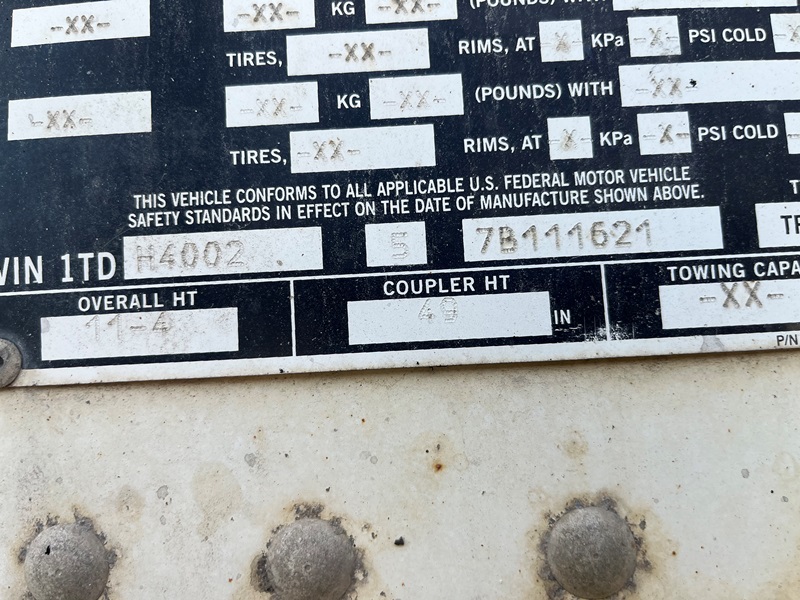 -XX- -XX- KG -XX- (POUNDS) WITH
TIRES, -XX- RIMS, AT X KPa -X- PSI COLD
-XX- -XX- KG -XX- (POUNDS) WITH -XX-
TIRES, -XX- RIMS, AT -X- KPa -X- PSI COLD
THIS VEHICLE CONFORMS TO ALL APPLICABLE U.S. FEDERAL MOTOR VEHICLE
SAFETY STANDARDS IN EFFECT ON THE DATE OF MANUFACTURE SHOWN ABOVE.
VIN 1TD H4002 5 7B111621
OVERALL HT COUPLER HT TOWING CAPA
11-4 49 IN -XX-
P/N